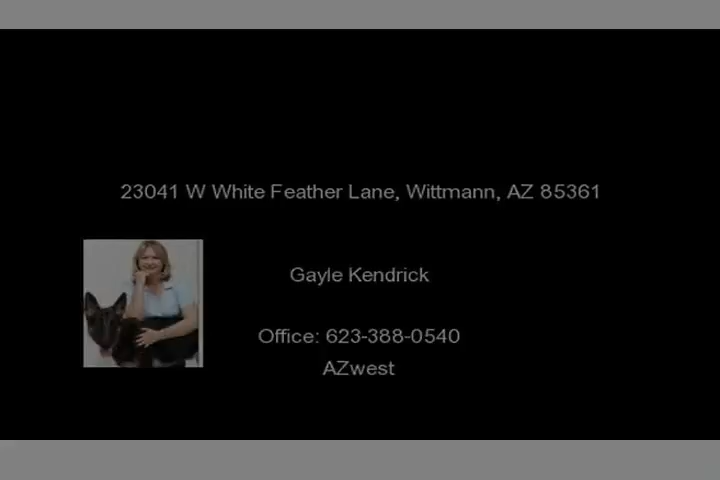 23041 W White Feather Lane, Wittmann, AZ 85361
Gayle Kendrick
Office: 623-388-0540
AZwest